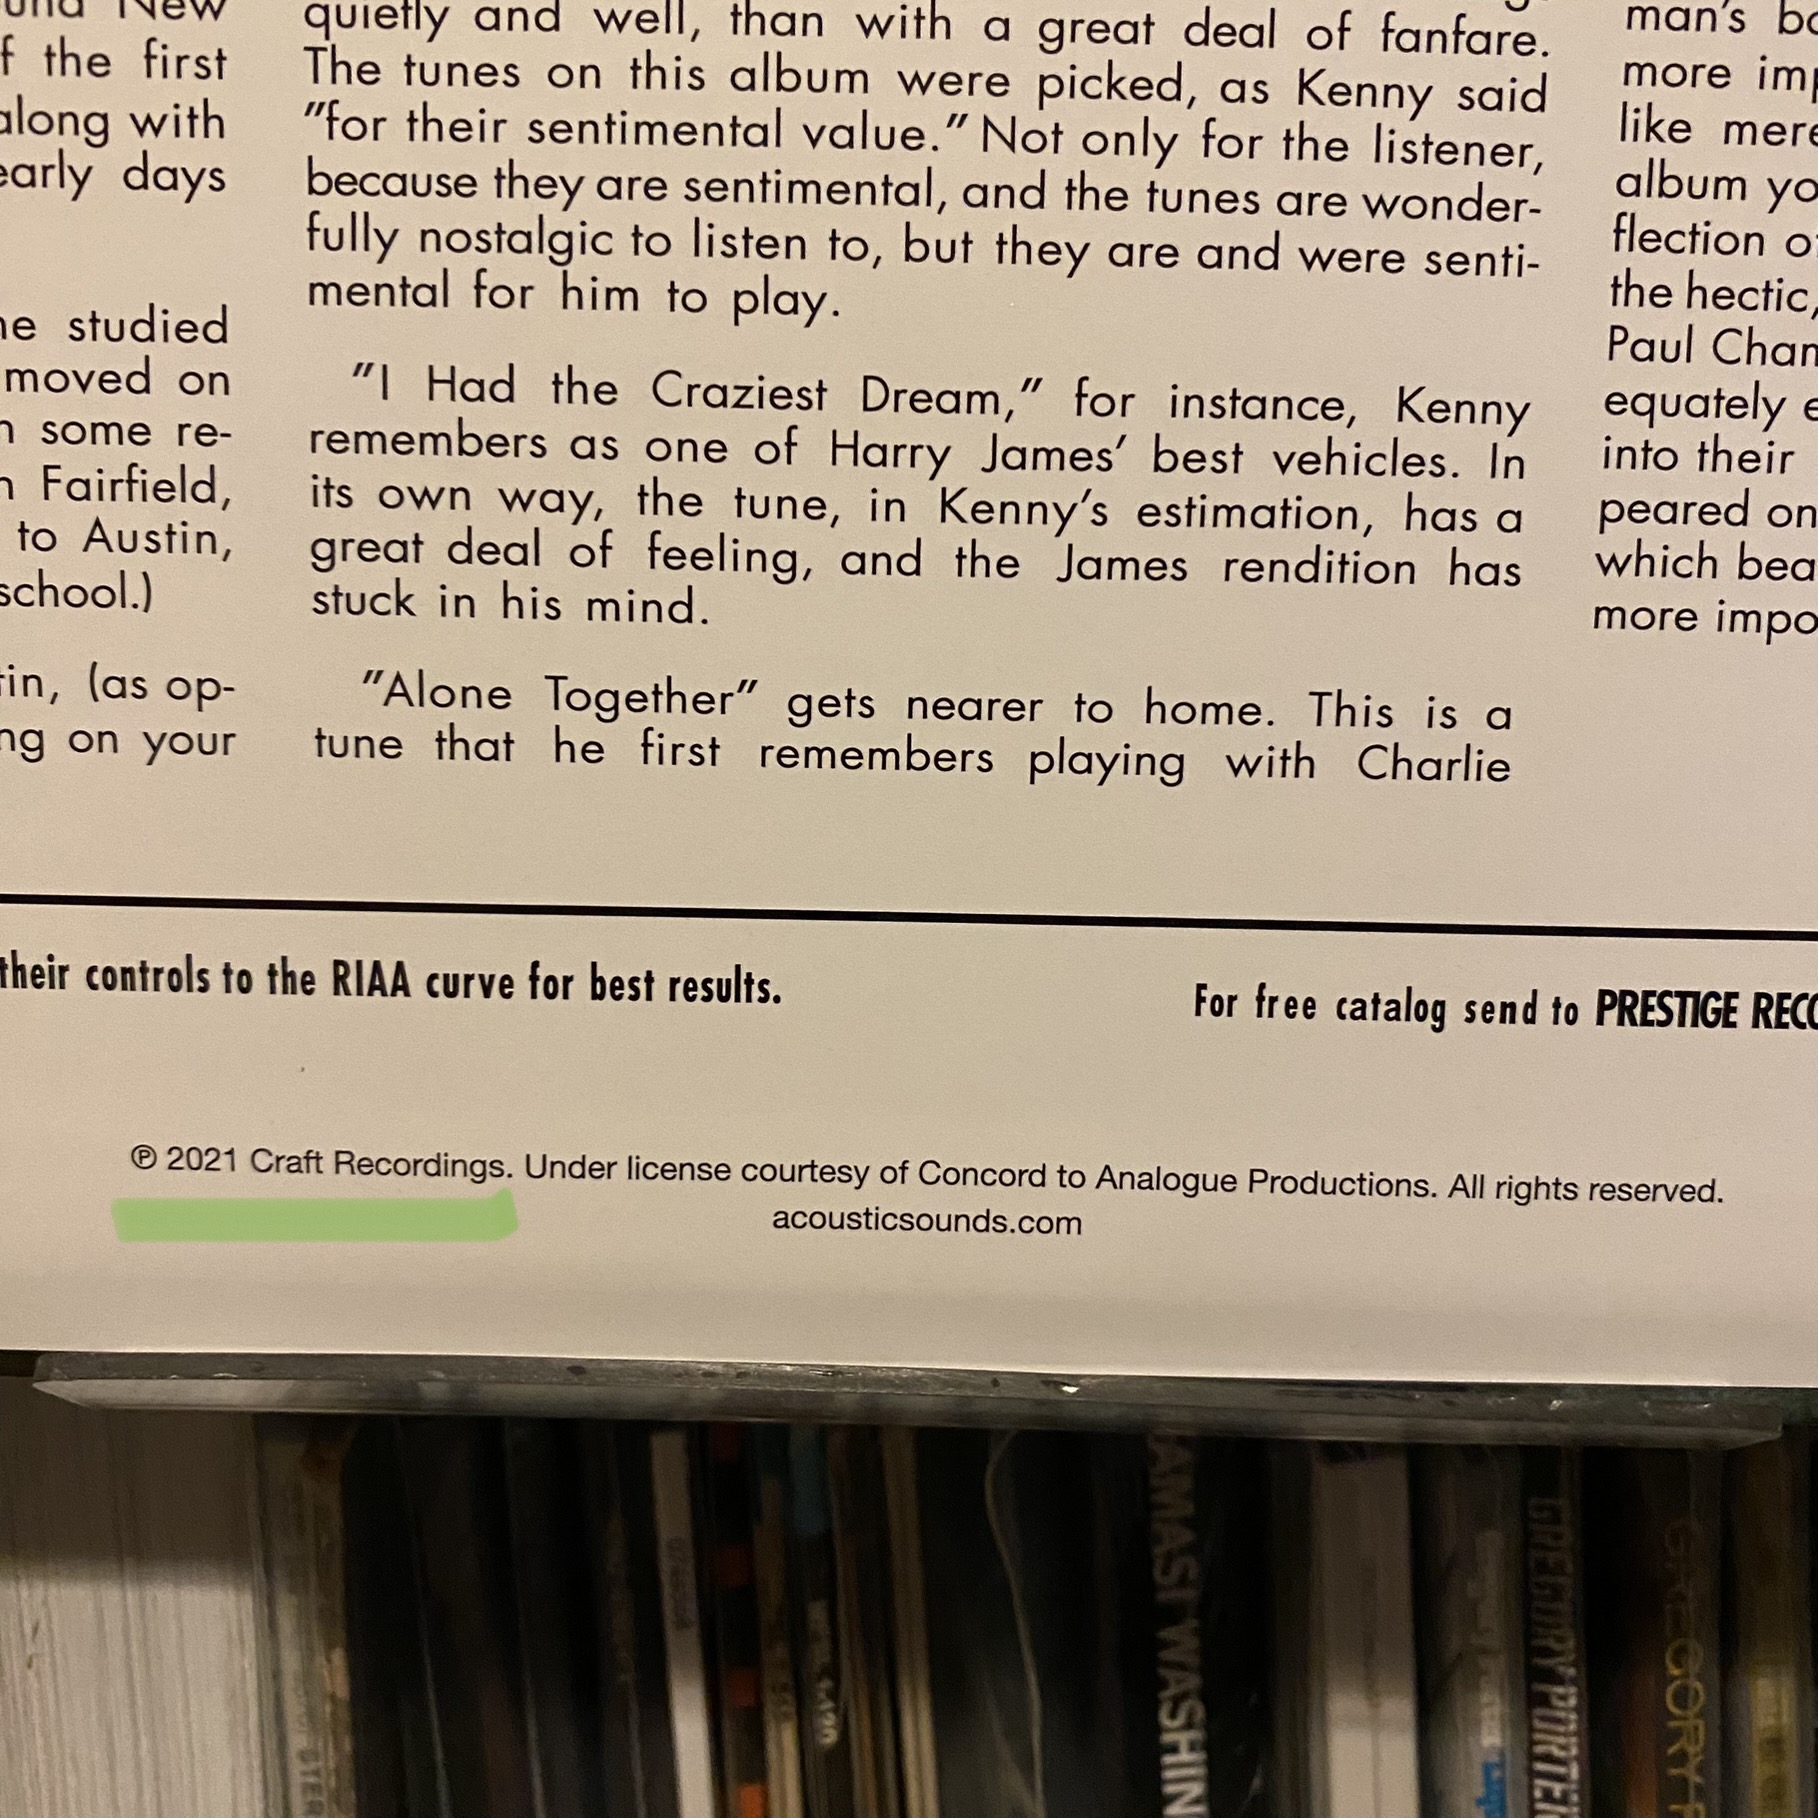 New
the first
along with
early days
studied
moved on
some re-
Fairfield,
to Austin,
school.)
(as op-
on your
quietly and well, than with a great deal of fanfare.
The tunes on this album were picked, as Kenny said
"for their sentimental value." Not only for the listener,
because they are sentimental, and the tunes are wonder-
fully nostalgic to listen to, but they are and were senti-
mental for him to play.
"I Had the Craziest Dream," for instance, Kenny
remembers as one of Harry James' best vehicles. In
its own way, the tune, in Kenny's estimation, has a
great deal of feeling, and the James rendition has
stuck in his mind.
"Alone Together" gets nearer to home. This is a
tune that he first remembers playing with Charlie
man's
more
like
album
flection
the hectic,
Paul
equately
into their
peared on
which
more
their controls to the RIAA curve for best results.
For free catalog send to PRESTIGE
℗ 2021 Craft Recordings. Under license courtesy of Concord to Analogue Productions. All rights reserved.
acousticsounds.com
GREGORY PORTER
GREGORY